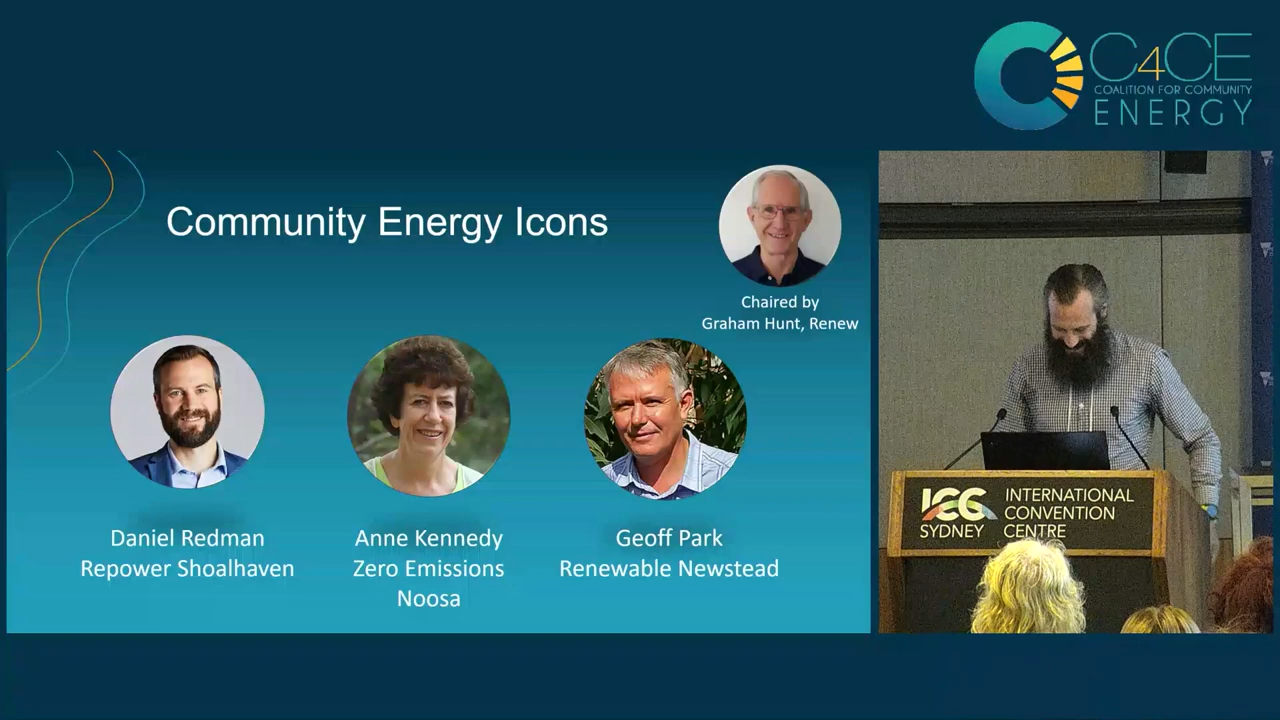 C4CE
COALITION FOR COMMUNITY
ENERGY
Community Energy Icons
Chaired by
Graham Hunt, Renew
Daniel Redman
Repower Shoalhaven
Anne Kennedy
Zero Emissions
Noosa
Geoff Park
Renewable Newstead
ICC
SYDNEY
INTERNATIONAL
CONVENTION
CENTRE